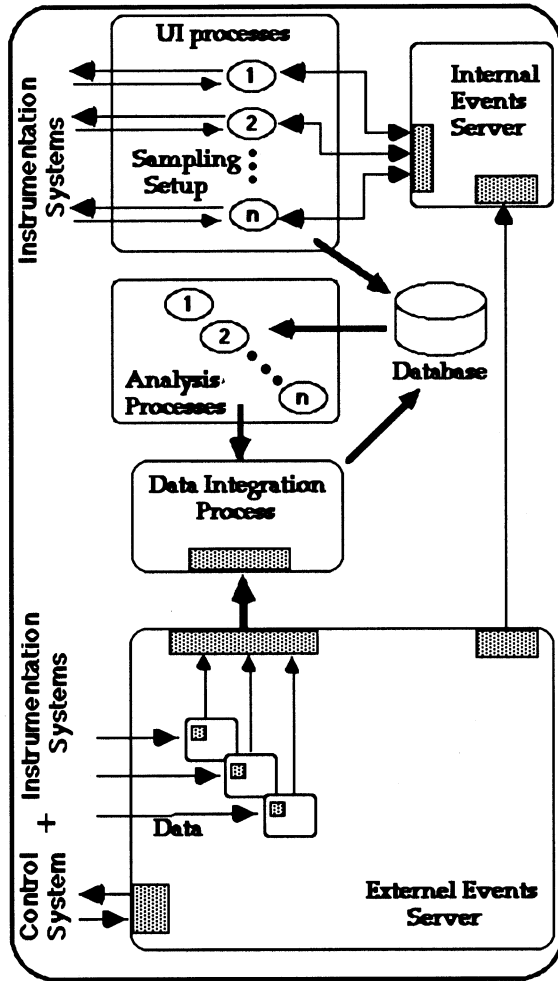 UI processes
1
2
Sampling
Setup
n
Instrumentation
Systems
Internal
Events
Server
1
2
n
Analysis
Processes
Database
Data Integration
Process
Control + Instrumentation
System Systems
Data
Externel Events
Server